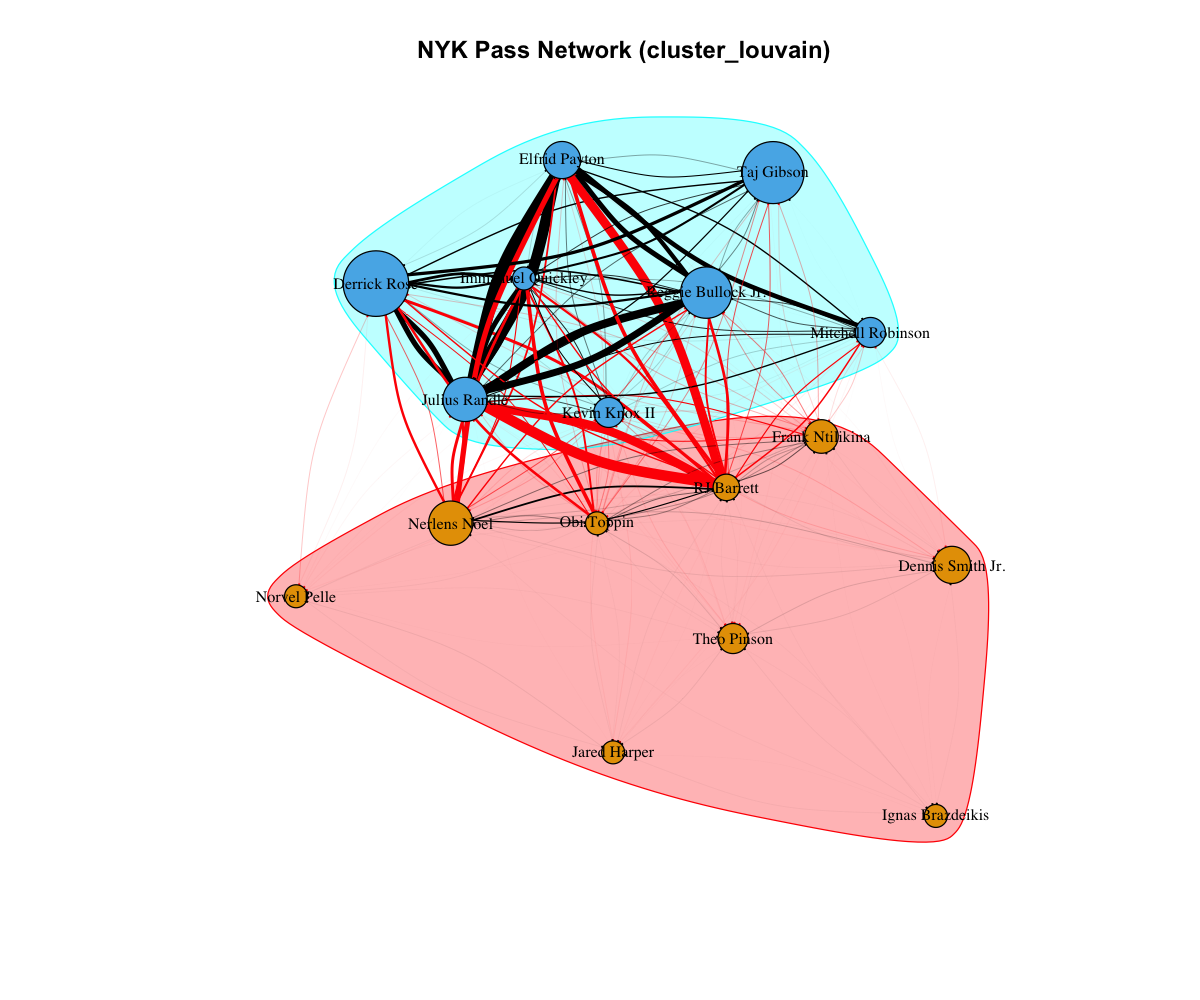 NYK Pass Network (cluster_louvain)
Elfrid Payton
Taj Gibson
Immanuel Quickley
Derrick Rose
Reggie Bullock Jr.
Mitchell Robinson
Julius Randle
Kevin Knox II
Frank Ntilikina
RJ Barrett
Nerlens Noel
Obi Toppin
Dennis Smith Jr.
Norvel Pelle
Theo Pinson
Jared Harper
Ignas Brazdeikis